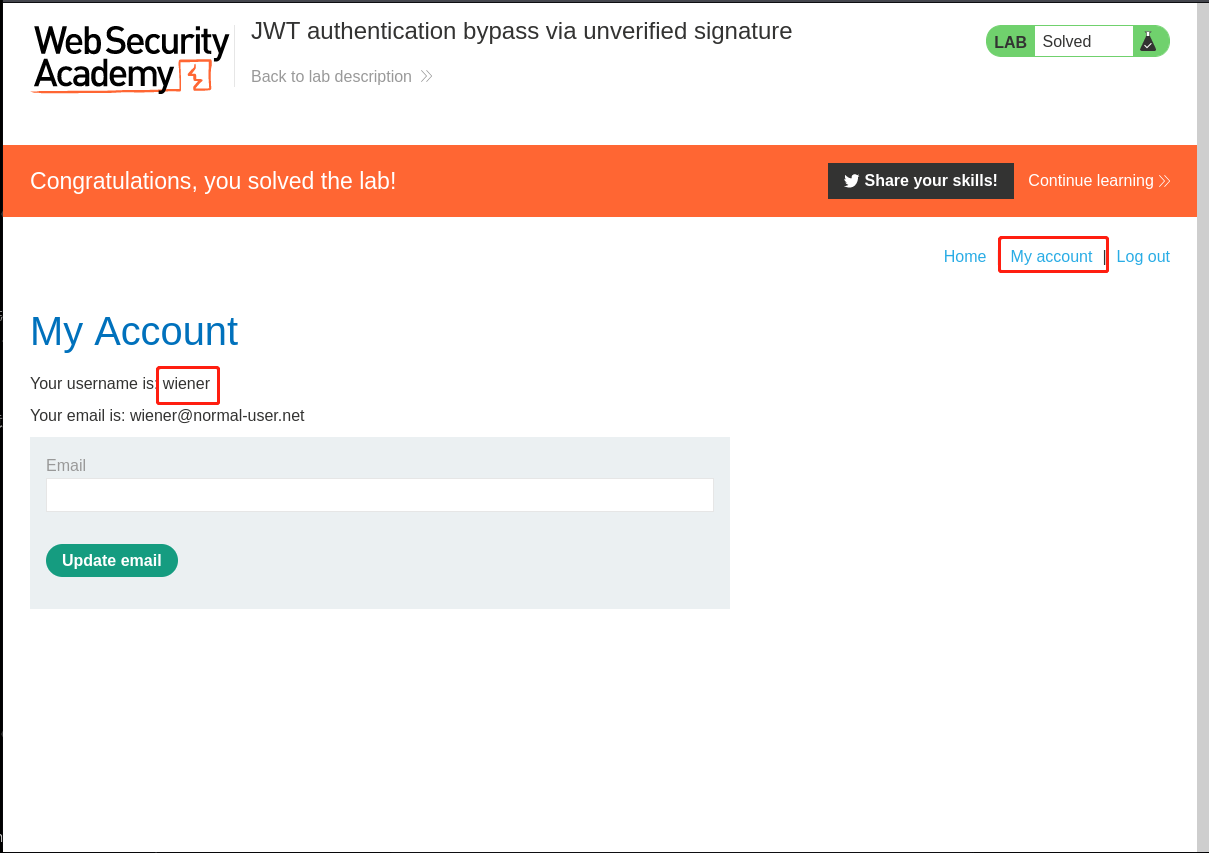 Web Security
Academy
JWT authentication bypass via unverified signature
Back to lab description
LAB Solved
Congratulations, you solved the lab!
Share your skills!
Continue learning
Home
My account |
Log out
My Account
Your username is: wiener
Your email is: wiener@normal-user.net
Email
Update email